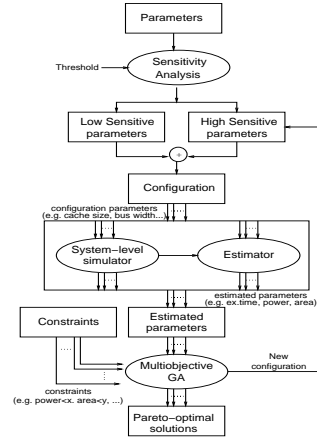 Parameters
Threshold
Sensitivity
Analysis
Low Sensitive
parameters
High Sensitive
parameters
+
Configuration
configuration parameters
(e.g. cache size, bus width...)
System-level
simulator
Estimator
estimated parameters
(e.g. ex.time, power, area)
Constraints
Estimated
parameters
Multiobjective
GA
New
configuration
constraints
(e.g. power<x. area<y, ...)
Pareto-optimal
solutions